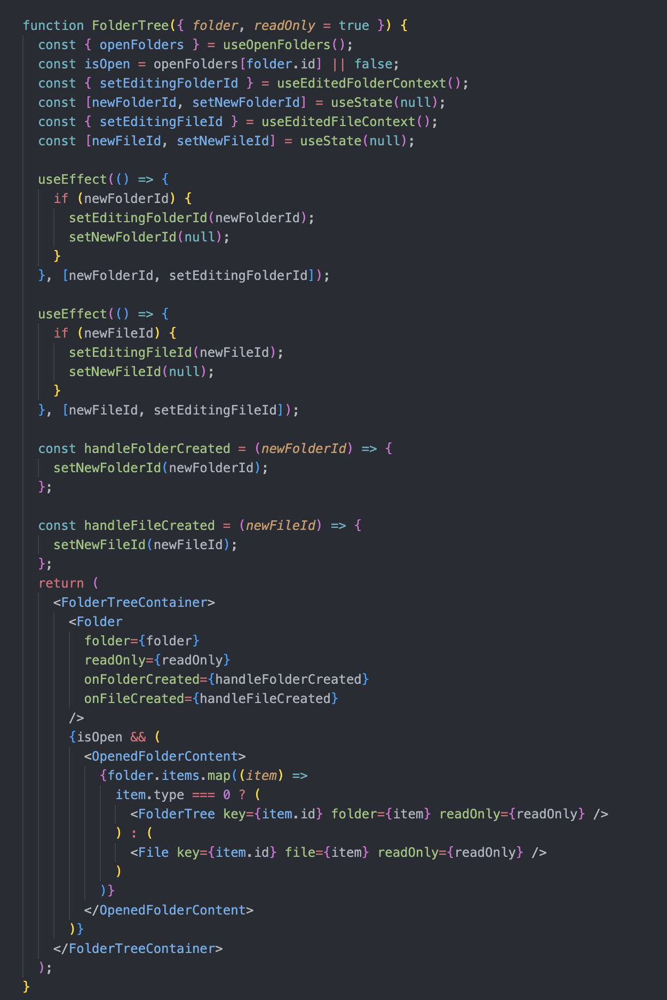 function FolderTree({ folder, readOnly = true }) {
  const { openFolders } = useOpenFolders();
  const isOpen = openFolders[folder.id] || false;
  const { setEditingFolderId } = useEditedFolderContext();
  const [newFolderId, setNewFolderId] = useState(null);
  const { setEditingFileId } = useEditedFileContext();
  const [newFileId, setNewFileId] = useState(null);

  useEffect(() => {
    if (newFolderId) {
      setEditingFolderId(newFolderId);
      setNewFolderId(null);
    }
  }, [newFolderId, setEditingFolderId]);

  useEffect(() => {
    if (newFileId) {
      setEditingFileId(newFileId);
      setNewFileId(null);
    }
  }, [newFileId, setEditingFileId]);

  const handleFolderCreated = (newFolderId) => {
    setNewFolderId(newFolderId);
  };

  const handleFileCreated = (newFileId) => {
    setNewFileId(newFileId);
  };
  return (
    <FolderTreeContainer>
      <Folder
        folder={folder}
        readOnly={readOnly}
        onFolderCreated={handleFolderCreated}
        onFileCreated={handleFileCreated}
      />
      {isOpen && (
        <OpenedFolderContent>
          {folder.items.map((item) =>
            item.type === 0 ? (
              <FolderTree key={item.id} folder={item} readOnly={readOnly} />
            ) : (
              <File key={item.id} file={item} readOnly={readOnly} />
            )
          )}
        </OpenedFolderContent>
      )}
    </FolderTreeContainer>
  );
}